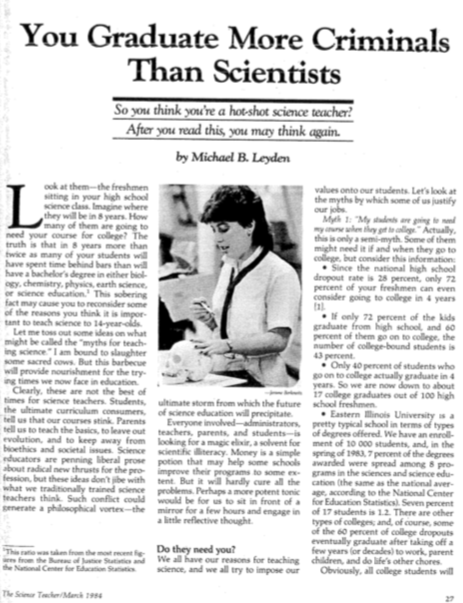 You Graduate More Criminals
Than Scientists
So you think you're a hot-shot science teacher?
After you read this, you may think again.
by Michael B. Leyden
Look at them—the freshmen
sitting in your high school
science class. Imagine where
they will be in 8 years. How
many of them are going to
need your course for college? The
truth is that in 8 years more than
twice as many of your students will
have spent time behind bars than will
have a bachelor's degree in either biol-
ogy, chemistry, physics, earth science,
or science education.¹ This sobering
fact may cause you to reconsider some
of the reasons you think it is impor-
tant to teach science to 14-year-olds.
Let me toss out some ideas on what
might be called the "myths for teach-
ing science." I am bound to slaughter
some sacred cows. But this barbecue
will provide nourishment for the try-
ing times we now face in education.
Clearly, these are not the best of
times for science teachers. Students,
the ultimate curriculum consumers,
tell us that our courses stink. Parents
tell us to teach the basics, to leave out
evolution, and to keep away from
bioethics and societal issues. Science
educators are penning liberal prose
about radical new thrusts for the pro-
fession, but these ideas don't jibe with
what we traditionally trained science
teachers think. Such conflict could
generate a philosophical vortex—the
¹This ratio was taken from the most recent fig-
ures from the Bureau of Justice Statistics and
the National Center for Education Statistics.
ultimate storm from which the future
of science education will precipitate.
Everyone involved—administrators,
teachers, parents, and students—is
looking for a magic elixir, a solvent for
scientific illiteracy. Money is a simple
potion that may help some schools
improve their programs to some ex-
tent. But it will hardly cure all the
problems. Perhaps a more potent tonic
would be for us to sit in front of a
mirror for a few hours and engage in
a little reflective thought.
Do they need you?
We all have our reasons for teaching
science, and we all try to impose our
values onto our students. Let's look at
the myths by which some of us justify
our jobs.
Myth 1: "My students are going to need
my course when they get to college." Actually,
this is only a semi-myth. Some of them
might need it if and when they go to
college, but consider this information:
• Since the national high school
dropout rate is 28 percent, only 72
percent of your freshmen can even
consider going to college in 4 years
[1].
• If only 72 percent of the kids
graduate from high school, and 60
percent of them go on to college, the
number of college-bound students is
43 percent.
• Only 40 percent of students who
go on to college actually graduate in 4
years. So we are now down to about
17 college graduates out of 100 high
school freshmen.
• Eastern Illinois University is a
pretty typical school in terms of types
of degrees offered. We have an enroll-
ment of 10 000 students, and, in the
spring of 1983, 7 percent of the degrees
awarded were spread among 8 pro-
grams in the sciences and science edu-
cation (the same as the national aver-
age, according to the National Center
for Education Statistics). Seven percent
of 17 students is 1.2. There are other
types of colleges; and, of course, some
of the 60 percent of college dropouts
eventually graduate after taking off a
few years (or decades) to work, parent
children, and do life's other chores.
Obviously, all college students will
The Science Teacher/March 1984
27